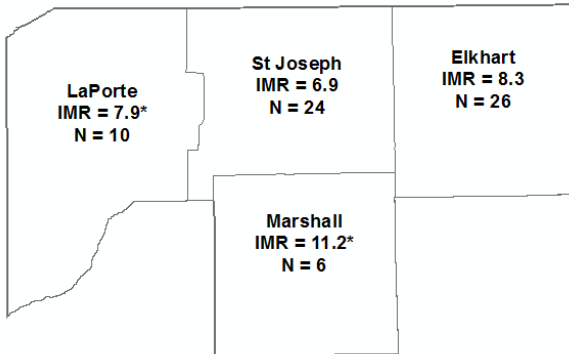 LaPorte
IMR = 7.9*
N = 10
St Joseph
IMR = 6.9
N = 24
Elkhart
IMR = 8.3
N = 26
Marshall
IMR = 11.2*
N = 6